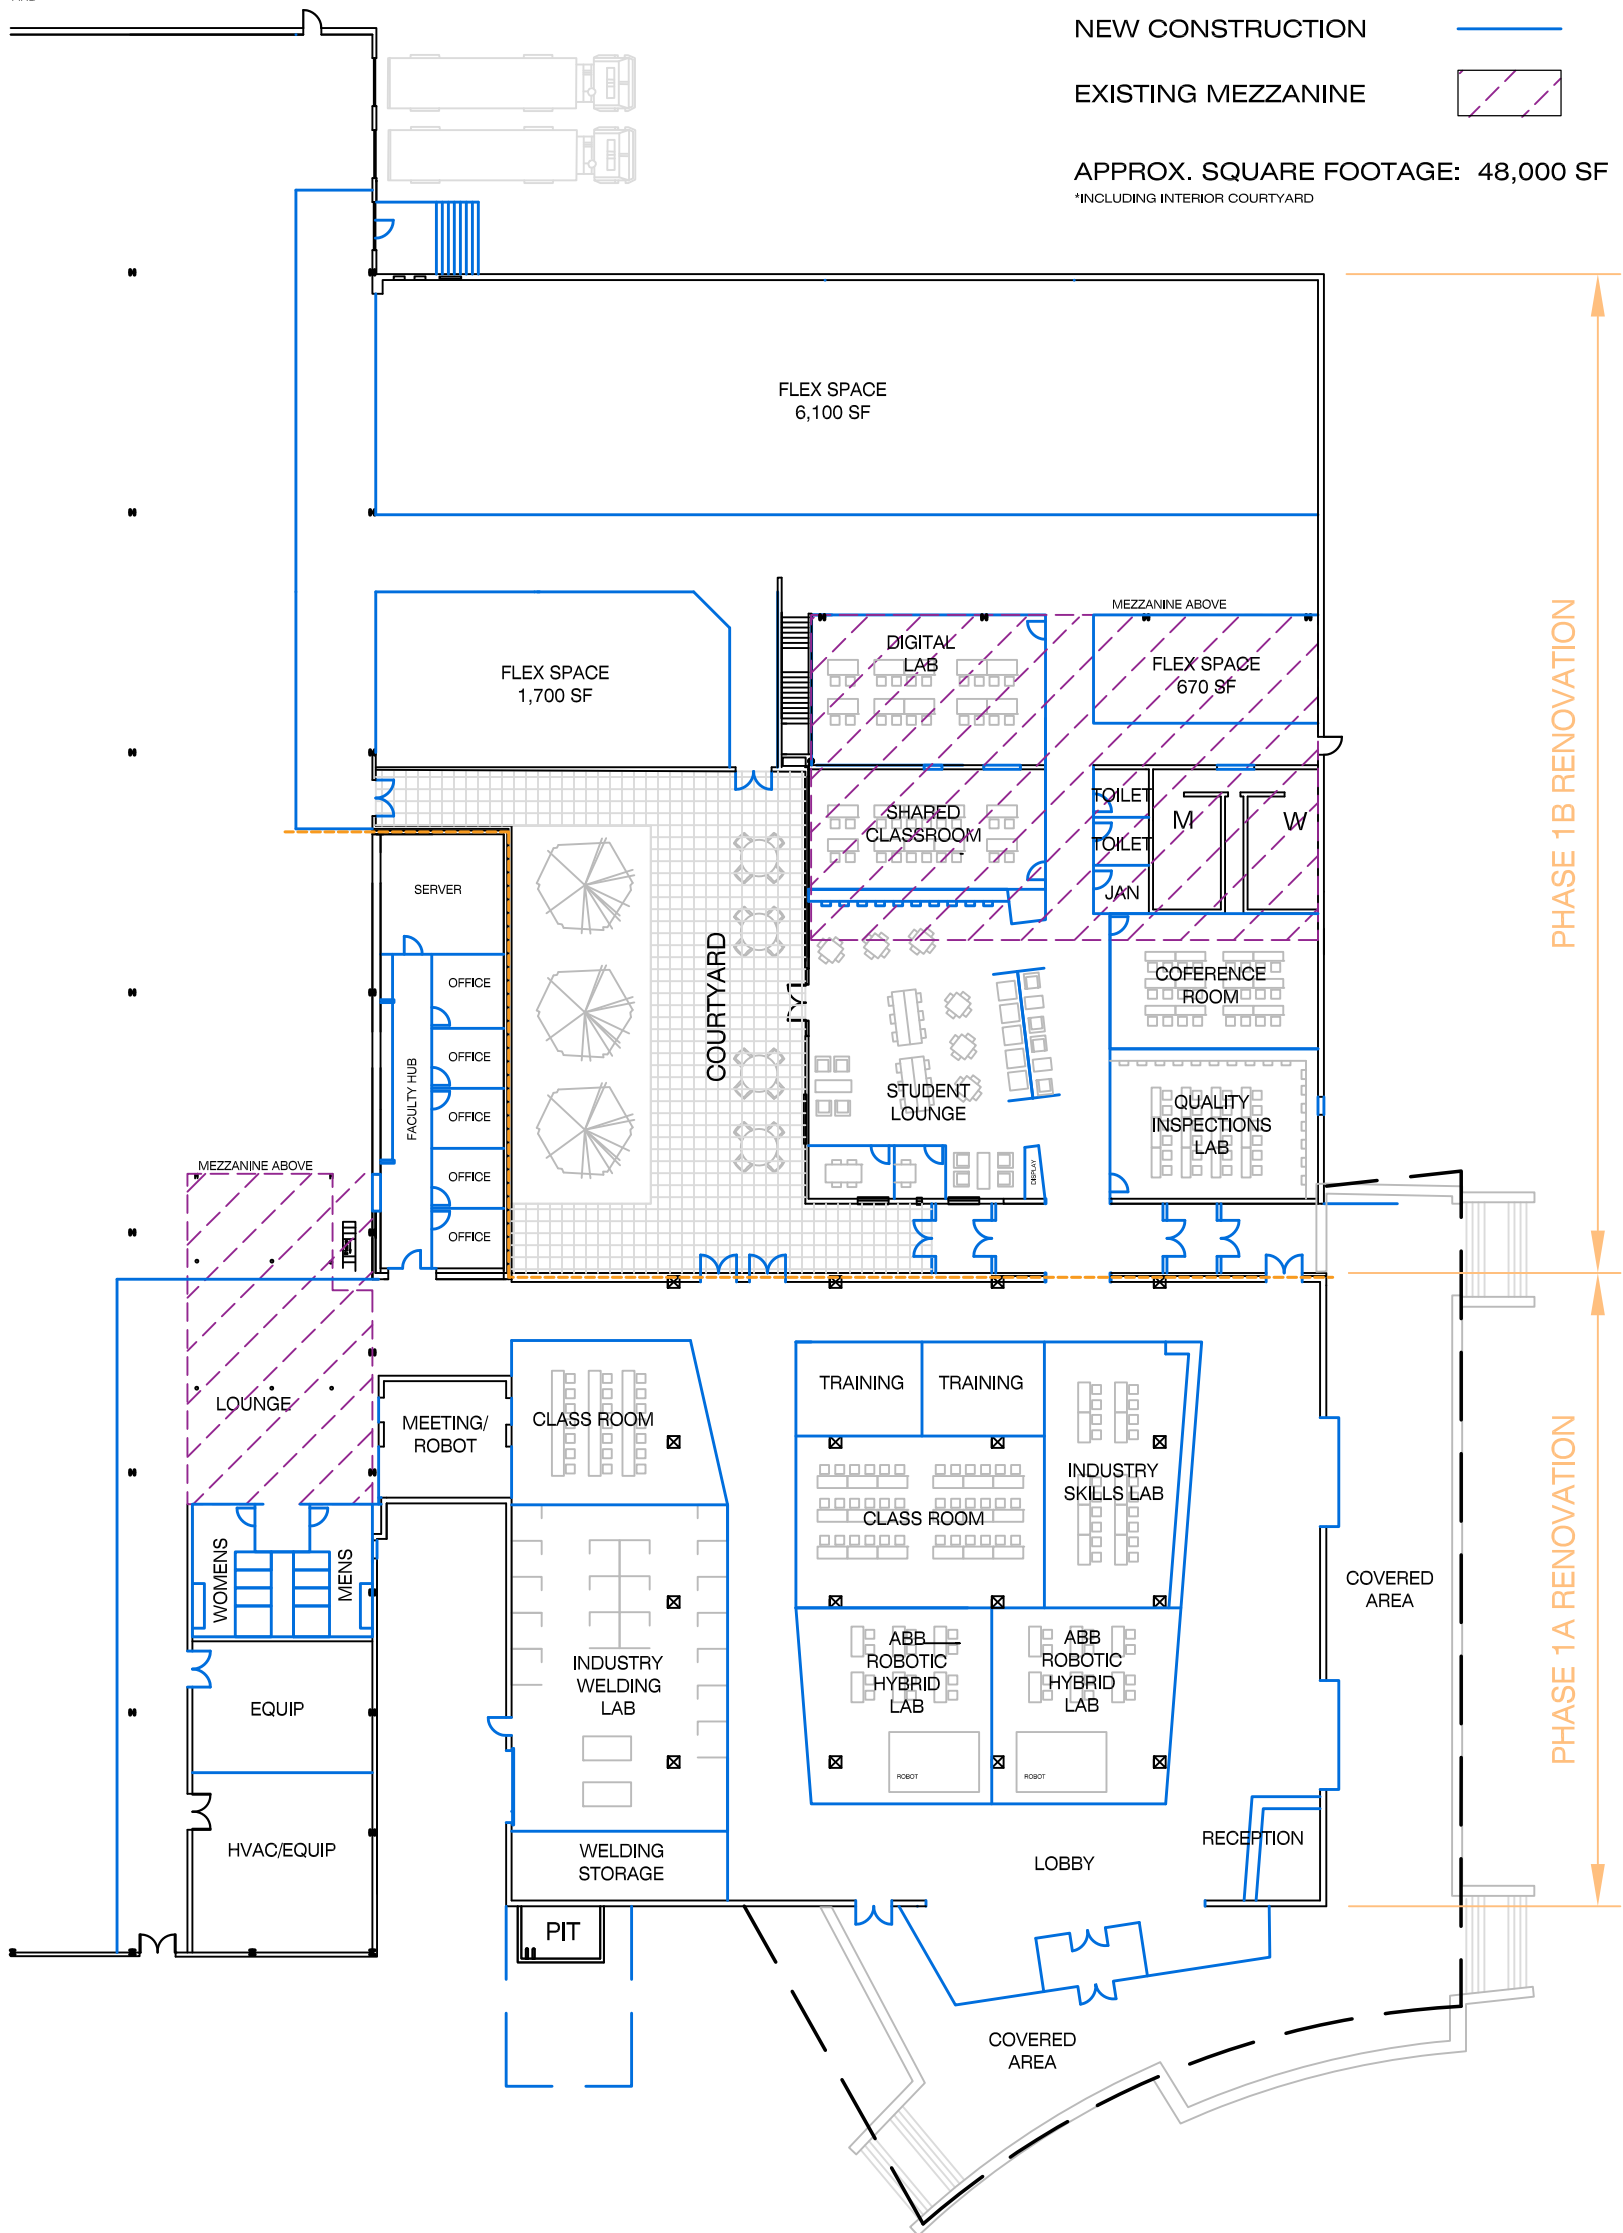 NEW CONSTRUCTION
EXISTING MEZZANINE
APPROX. SQUARE FOOTAGE: 48,000 SF
*INCLUDING INTERIOR COURTYARD
FLEX SPACE
6,100 SF
MEZZANINE ABOVE
DIGITAL
LAB
FLEX SPACE
670 SF
FLEX SPACE
1,700 SF
PHASE 1B RENOVATION
SHARED
CLASSROOM
TOILET
M
W
TOILET
JAN
SERVER
COURTYARD
COFERENCE
ROOM
OFFICE
OFFICE
OFFICE
OFFICE
OFFICE
FACULTY HUB
STUDENT
LOUNGE
QUALITY
INSPECTIONS
LAB
DISPLAY
MEZZANINE ABOVE
LOUNGE
MEETING/
ROBOT
CLASS ROOM
TRAINING
TRAINING
INDUSTRY
SKILLS LAB
CLASS ROOM
COVERED
AREA
PHASE 1A RENOVATION
WOMENS
MENS
INDUSTRY
WELDING
LAB
ABB
ROBOTIC
HYBRID
LAB
ABB
ROBOTIC
HYBRID
LAB
EQUIP
ROBOT
ROBOT
HVAC/EQUIP
WELDING
STORAGE
LOBBY
RECEPTION
PIT
COVERED
AREA